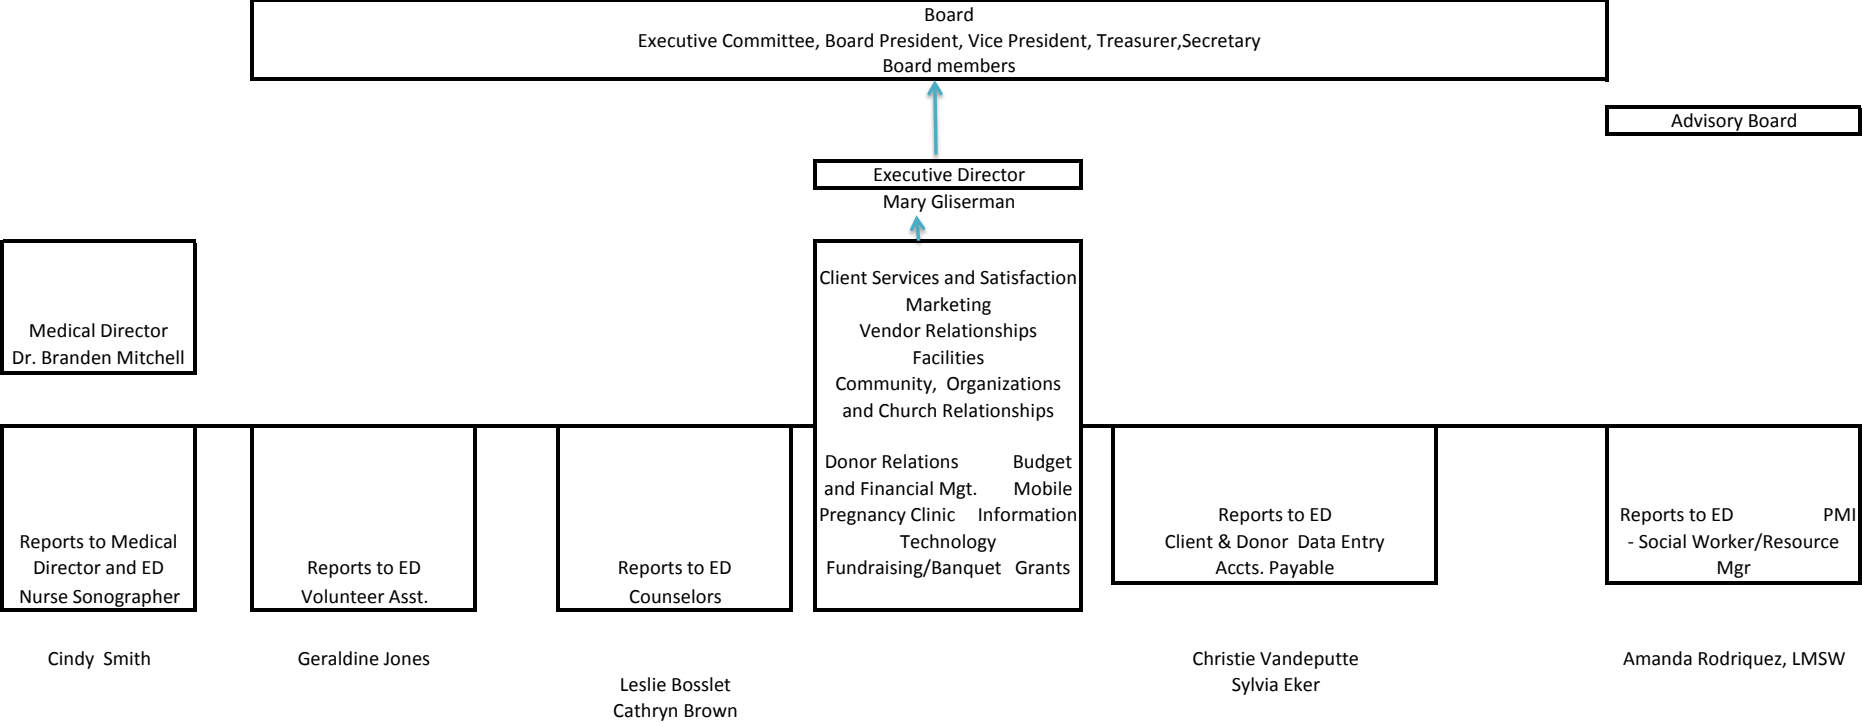 Board
Executive Committee, Board President, Vice President, Treasurer,Secretary
Board members
Advisory Board
Executive Director
Mary Gliserman
Medical Director
Dr. Branden Mitchell
Client Services and Satisfaction
Marketing
Vendor Relationships
Facilities
Community, Organizations
and Church Relationships
Donor Relations Budget
and Financial Mgt. Mobile
Pregnancy Clinic Information
Technology
Fundraising/Banquet Grants
Reports to Medical
Director and ED
Nurse Sonographer
Cindy Smith
Reports to ED
Volunteer Asst.
Geraldine Jones
Reports to ED
Counselors
Leslie Bosslet
Cathryn Brown
Reports to ED
Client & Donor Data Entry
Accts. Payable
Christie Vandeputte
Sylvia Eker
Reports to ED PMI
- Social Worker/Resource
Mgr
Amanda Rodriquez, LMSW